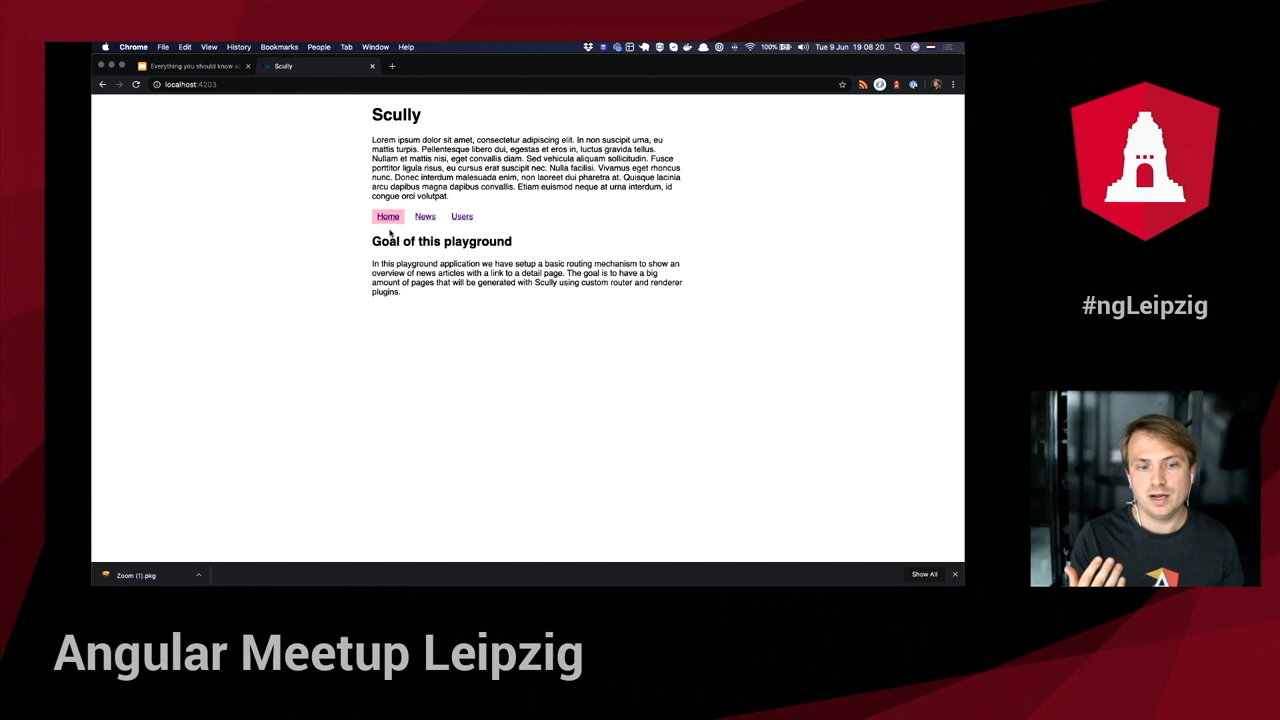 Chrome File Edit View History Bookmarks People Tab Window Help
100% Tue 9 Jun 19 08 20
Everything you should know a
Scully
localhost:4203
Scully
Lorem ipsum dolor sit amet, consectetur adipiscing elit. In non suscipit urna, eu
mattis turpis. Pellentesque libero dui, egestas et eros in, luctus gravida tellus.
Nullam et mattis nisi, eget convallis diam. Sed vehicula aliquam sollicitudin. Fusce
porttitor ligula risus, eu cursus erat suscipit nec. Nulla facilisi. Vivamus eget rhoncus
nunc. Donec interdum malesuada enim, non laoreet dui pharetra at. Quisque lacinia
arcu dapibus magna dapibus convallis. Etiam euismod neque at urna interdum, id
congue orci volutpat.
Home News Users
Goal of this playground
In this playground application we have setup a basic routing mechanism to show an
overview of news articles with a link to a detail page. The goal is to have a big
amount of pages that will be generated with Scully using custom router and renderer
plugins.
Zoom (1).pkg
Show All
#ngLeipzig
Angular Meetup Leipzig